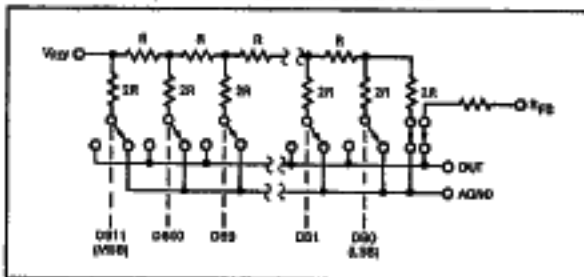 R R R R
VREF
2R 2R 2R 2R 2R 2R
RFB
OUT
AGND
DB11 DB10 DB9 DB1 DB0
(MSB) (LSB)